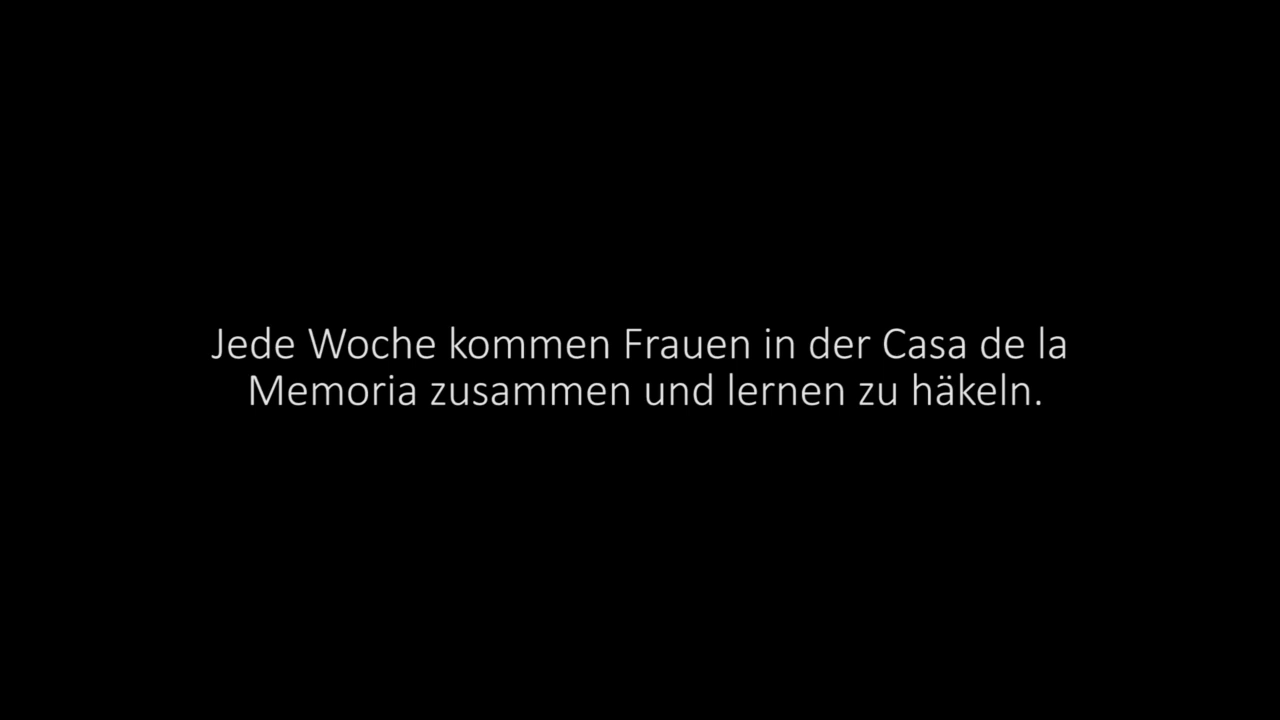 Jede Woche kommen Frauen in der Casa de la
Memoria zusammen und lernen zu häkeln.